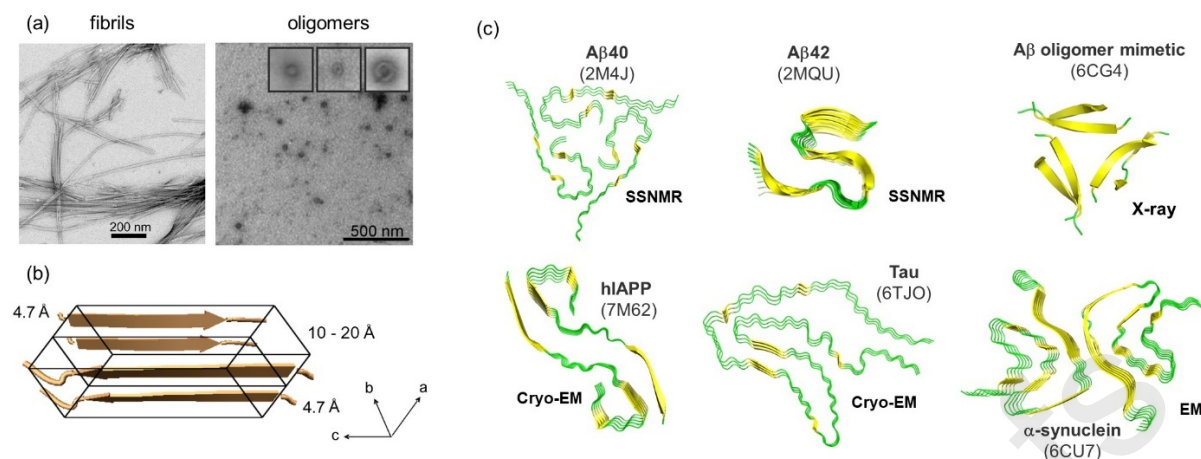 (a)
fibrils
oligomers
200 nm
500 nm
(b)
4.7 Å
10 - 20 Å
4.7 Å
b
a
c
(c)
Aβ40
(2M4J)
SSNMR
Aβ42
(2MQU)
SSNMR
Aβ oligomer mimetic
(6CG4)
X-ray
hIAPP
(7M62)
Cryo-EM
Tau
(6TJO)
Cryo-EM
EM
α-synuclein
(6CU7)